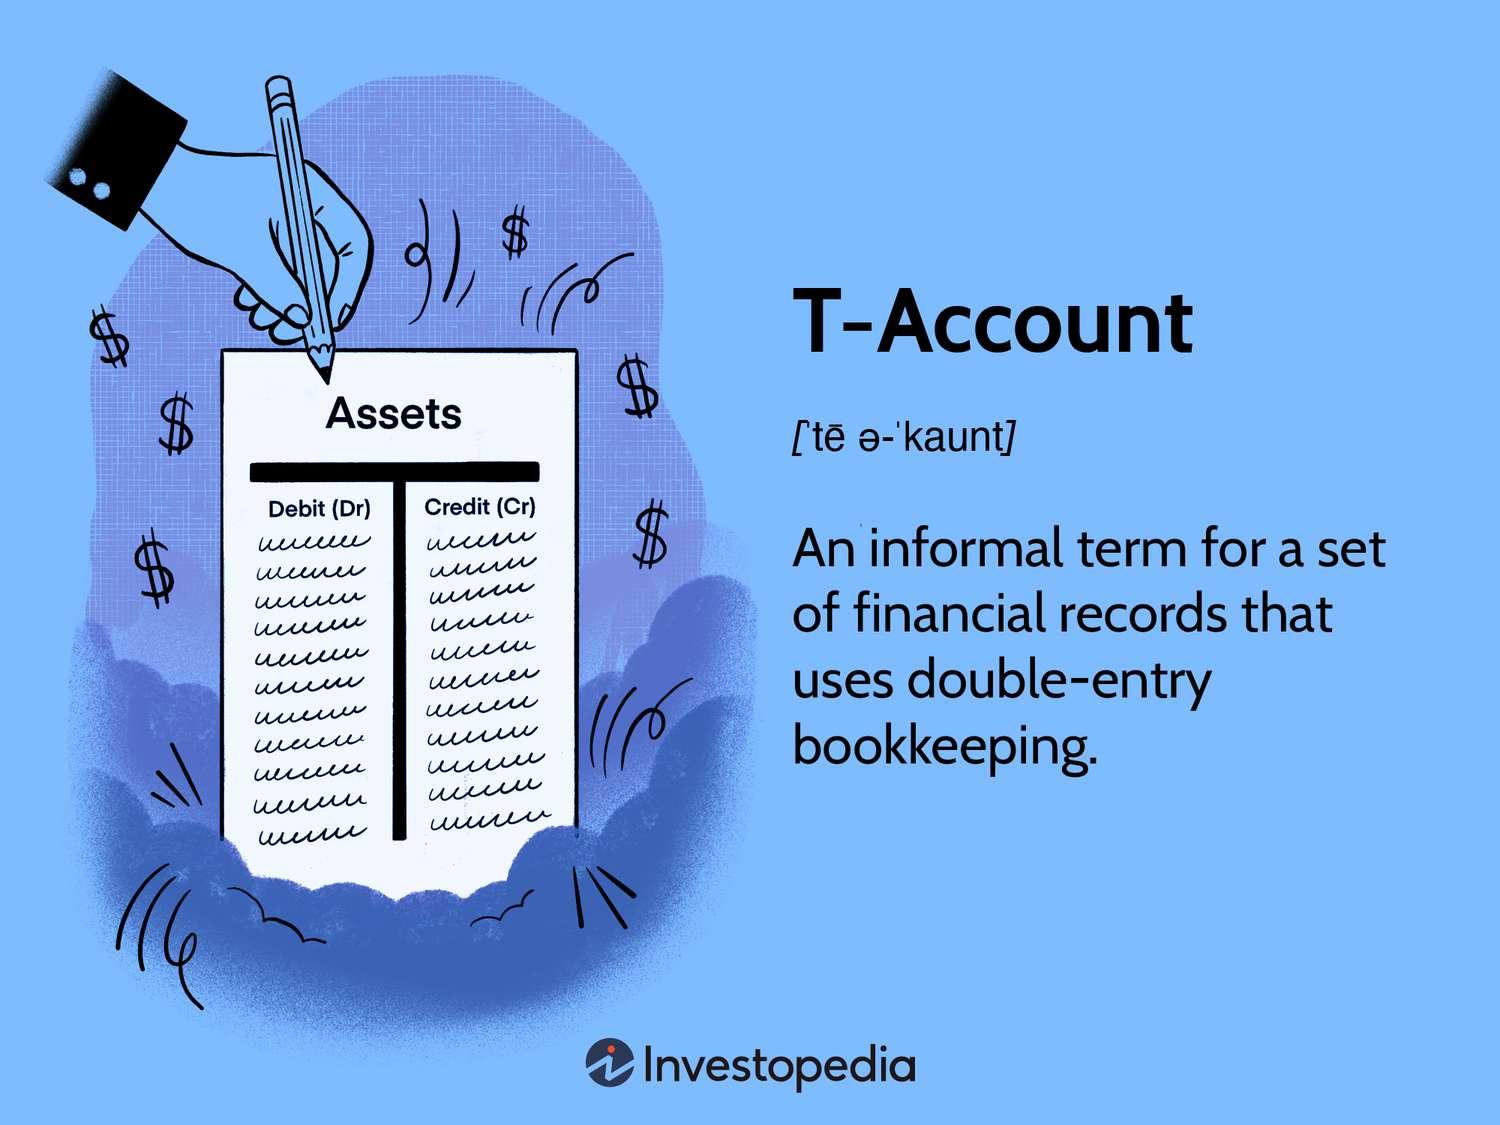 Assets
Debit (Dr)
Credit (Cr)
T-Account
[ˈtē ə-ˈkaunt]
An informal term for a set
of financial records that
uses double-entry
bookkeeping.
Investopedia